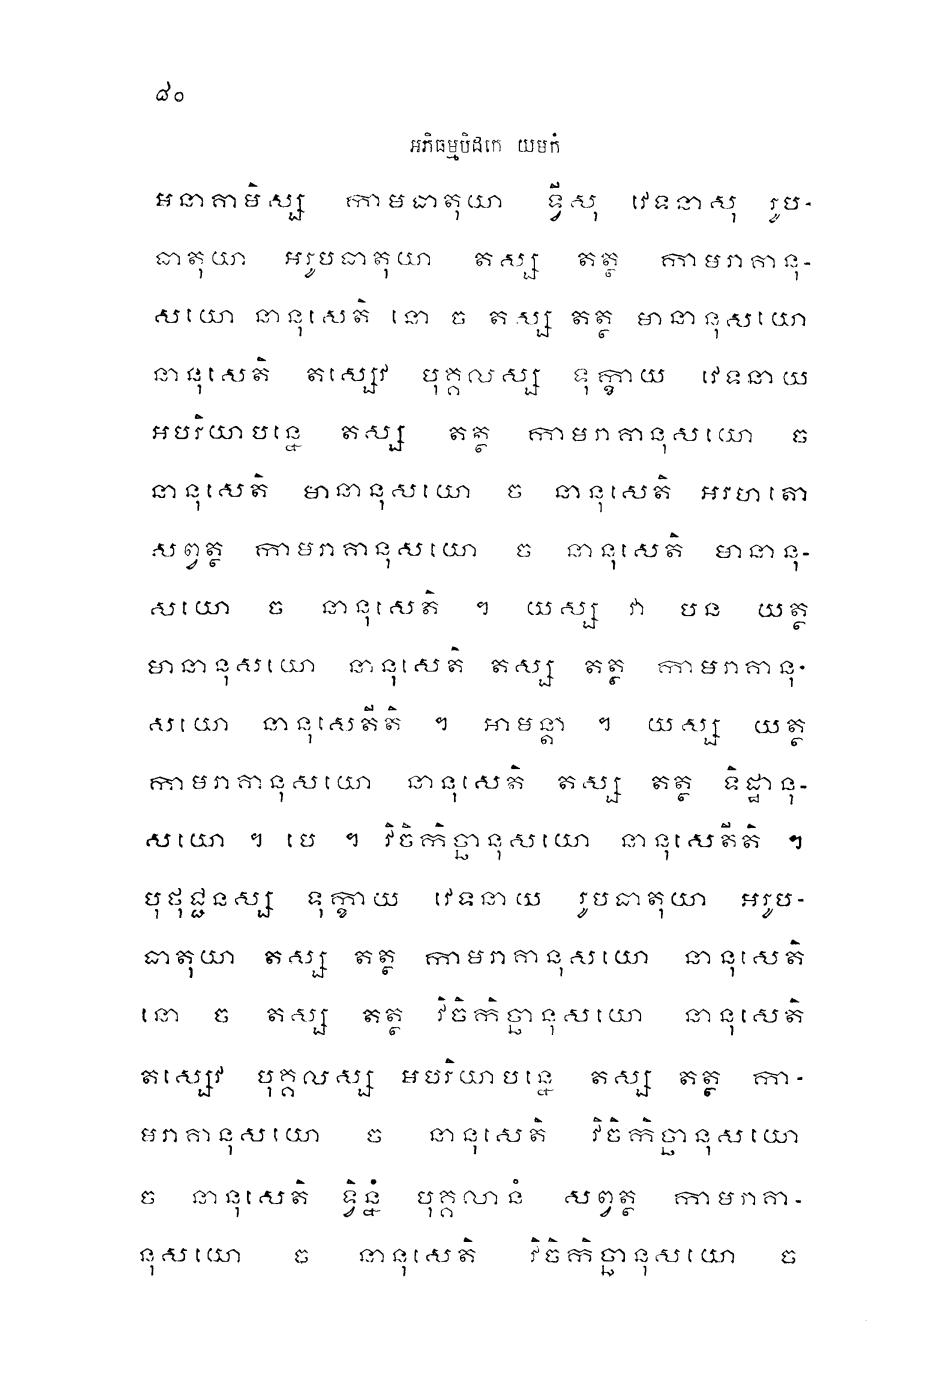 ៨០
អភិធម្មបិដកេ យមកំ
អនាគាមិស្ស កាមធាតុយា ទ្វីសុ វេទនាសុ រូប-
ធាតុយា អរូបធាតុយា តស្ស តត្ថ កាមរាគានុ-
សយោ នានុសេតិ នោ ច តស្ស តត្ថ មានានុសយោ
នានុសេតិ តស្សេវ បុគ្គលស្ស ទុក្ខាយ វេទនាយ
អបរិយាបន្នេ តស្ស តត្ថ កាមរាគានុសយោ ច
នានុសេតិ មានានុសយោ ច នានុសេតិ អរហតោ
សព្វត្ថ កាមរាគានុសយោ ច នានុសេតិ មានានុ-
សយោ ច នានុសេតិ ។ យស្ស វា បន យត្ថ
មានានុសយោ នានុសេតិ តស្ស តត្ថ កាមរាគានុ-
សយោ នានុសេតីតិ ។ អាមន្តា ។ យស្ស យត្ថ
កាមរាគានុសយោ នានុសេតិ តស្ស តត្ថ ទិដ្ឋានុ-
សយោ ។ បេ ។ វិចិកិច្ឆានុសយោ នានុសេតីតិ ។
បុថុជ្ជនស្ស ទុក្ខាយ វេទនាយ រូបធាតុយា អរូប-
ធាតុយា តស្ស តត្ថ កាមរាគានុសយោ នានុសេតិ
នោ ច តស្ស តត្ថ វិចិកិច្ឆានុសយោ នានុសេតិ
តស្សេវ បុគ្គលស្ស អបរិយាបន្នេ តស្ស តត្ថ កា-
មរាគានុសយោ ច នានុសេតិ វិចិកិច្ឆានុសយោ
ច នានុសេតិ ទ្វិន្នំ បុគ្គលានំ សព្វត្ថ កាមរាគា-
នុសយោ ច នានុសេតិ វិចិកិច្ឆានុសយោ ច